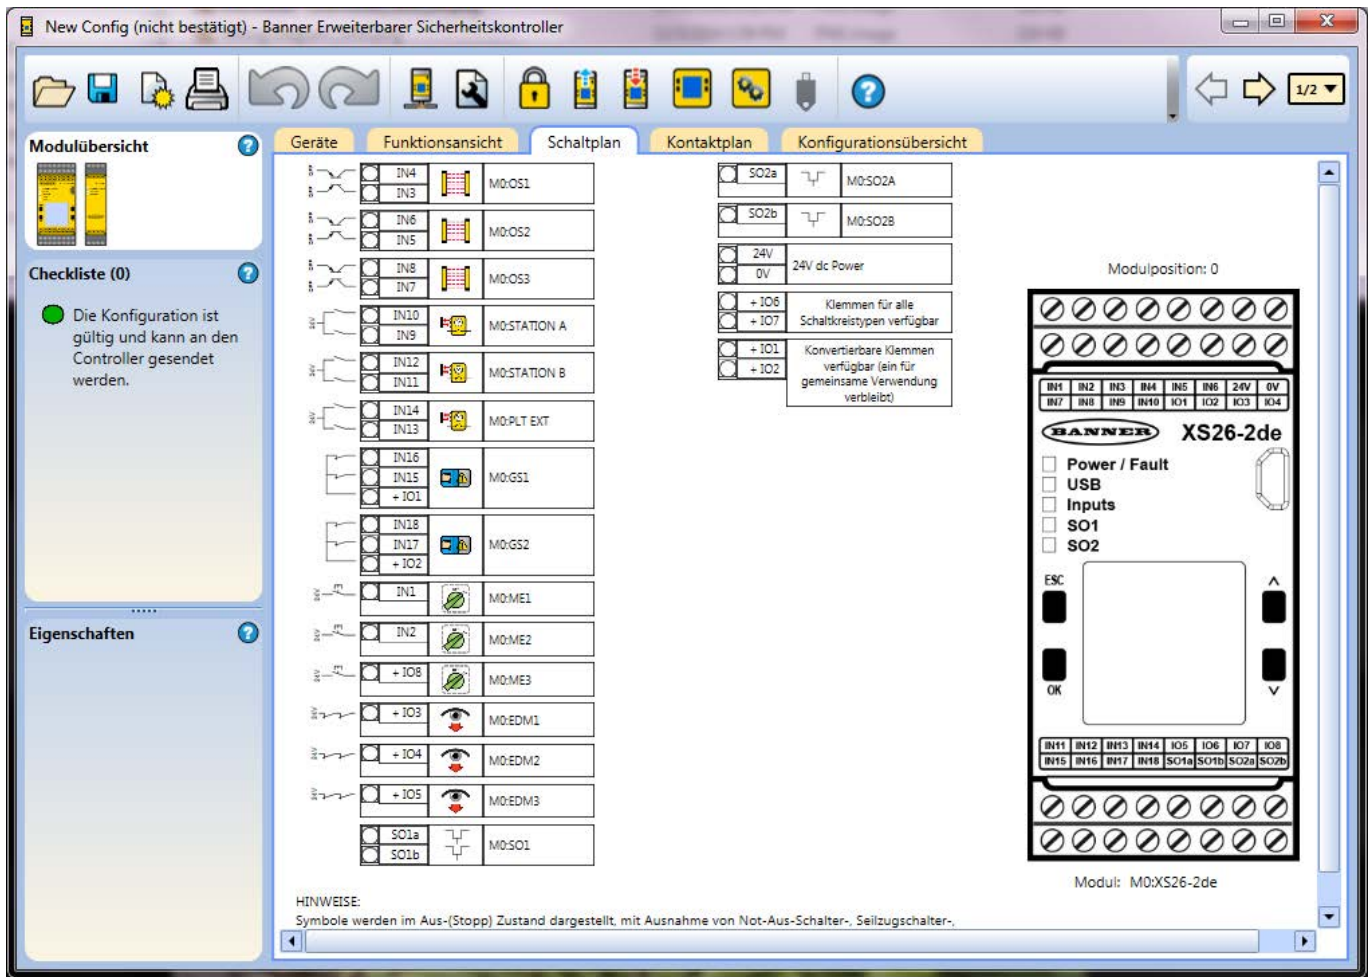 New Config (nicht bestätigt) - Banner Erweiterbarer Sicherheitskontroller
1/2
Modulübersicht
Checkliste (0)
Die Konfiguration ist
gültig und kann an den
Controller gesendet
werden.
Eigenschaften
Geräte Funktionsansicht Schaltplan Kontaktplan Konfigurationsübersicht
IN4
IN3
M0:OS1
IN6
IN5
M0:OS2
IN8
IN7
M0:OS3
IN10
IN9
M0:STATION A
IN12
IN11
M0:STATION B
IN14
IN13
M0:PLT EXT
IN16
IN15
+ IO1
M0:GS1
IN18
IN17
+ IO2
M0:GS2
IN1
M0:ME1
IN2
M0:ME2
+ IO8
M0:ME3
+ IO3
M0:EDM1
+ IO4
M0:EDM2
+ IO5
M0:EDM3
SO1a
SO1b
M0:SO1
SO2a
M0:SO2A
SO2b
M0:SO2B
24V
0V
24V dc Power
+ IO6
+ IO7
Klemmen für alle
Schaltkreistypen verfügbar
+ IO1
+ IO2
Konvertierbare Klemmen
verfügbar (ein für
gemeinsame Verwendung
verbleibt)
HINWEISE:
Symbole werden im Aus-(Stopp) Zustand dargestellt, mit Ausnahme von Not-Aus-Schalter-, Seilzugschalter-,
Modulposition: 0
IN1 IN2 IN3 IN4 IN5 IN6 24V 0V
IN7 IN8 IN9 IN10 IO1 IO2 IO3 IO4
BANNER XS26-2de
Power / Fault
USB
Inputs
SO1
SO2
ESC
OK
IN11 IN12 IN13 IN14 IO5 IO6 IO7 IO8
IN15 IN16 IN17 IN18 SO1a SO1b SO2a SO2b
Modul: M0:XS26-2de